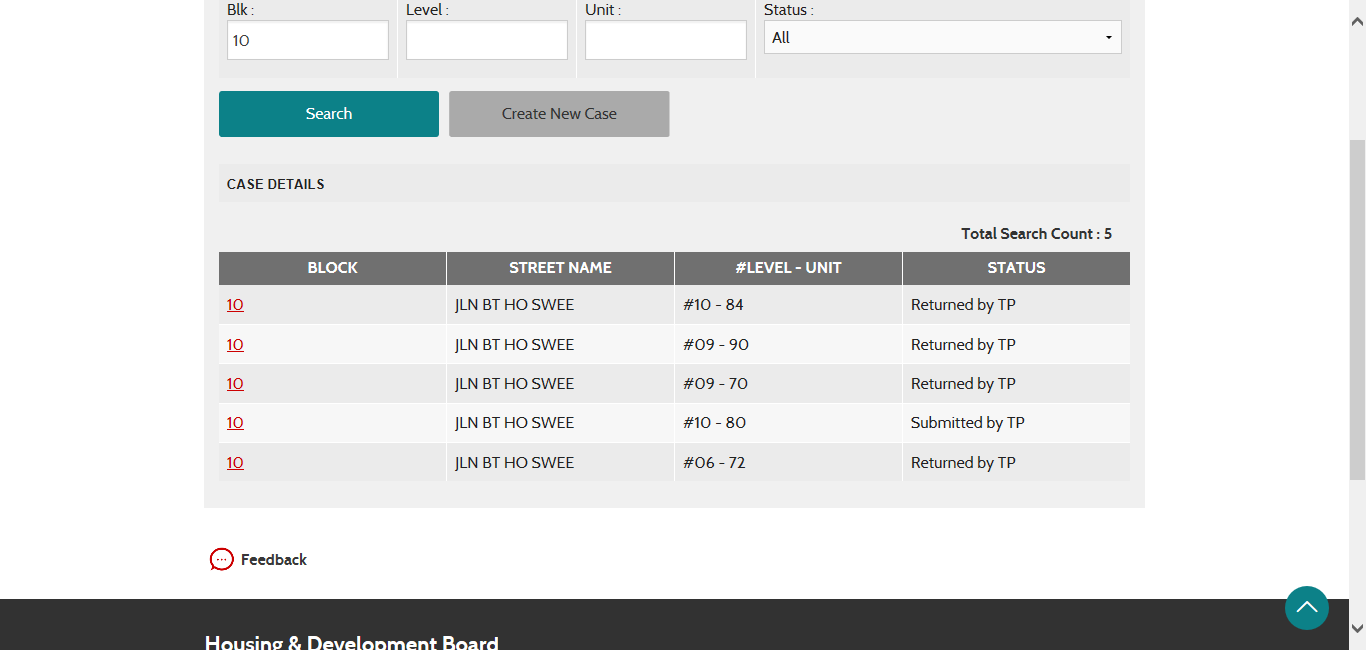 Blk : Level : Unit : Status :
10 All
Search Create New Case
CASE DETAILS
Total Search Count : 5
BLOCK STREET NAME #LEVEL - UNIT STATUS
10 JLN BT HO SWEE #10 - 84 Returned by TP
10 JLN BT HO SWEE #09 - 90 Returned by TP
10 JLN BT HO SWEE #09 - 70 Returned by TP
10 JLN BT HO SWEE #10 - 80 Submitted by TP
10 JLN BT HO SWEE #06 - 72 Returned by TP
Feedback
Housing & Development Board